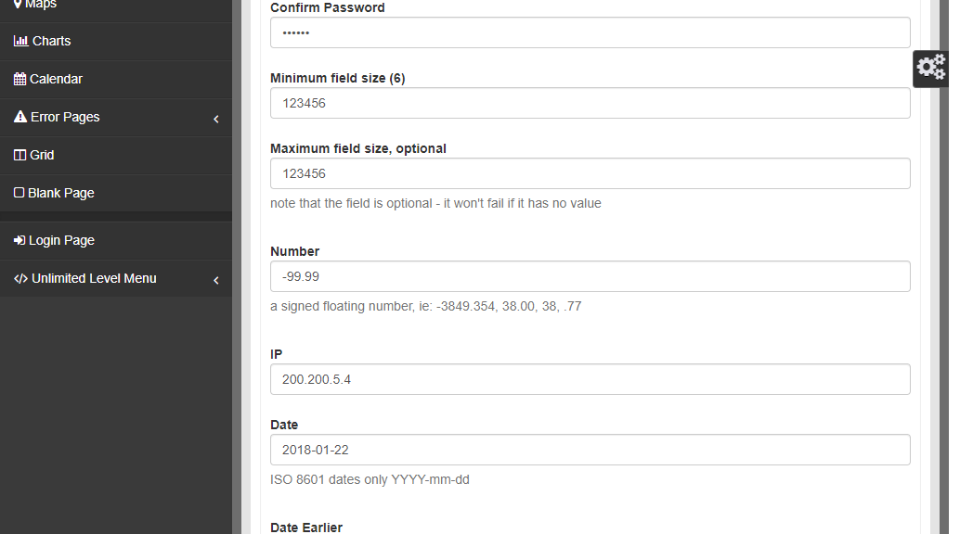 Maps
Charts
Calendar
Error Pages
Grid
Blank Page
Login Page
Unlimited Level Menu
Confirm Password
••••••
Minimum field size (6)
123456
Maximum field size, optional
123456
note that the field is optional - it won't fail if it has no value
Number
-99.99
a signed floating number, ie: -3849.354, 38.00, 38, .77
IP
200.200.5.4
Date
2018-01-22
ISO 8601 dates only YYYY-mm-dd
Date Earlier